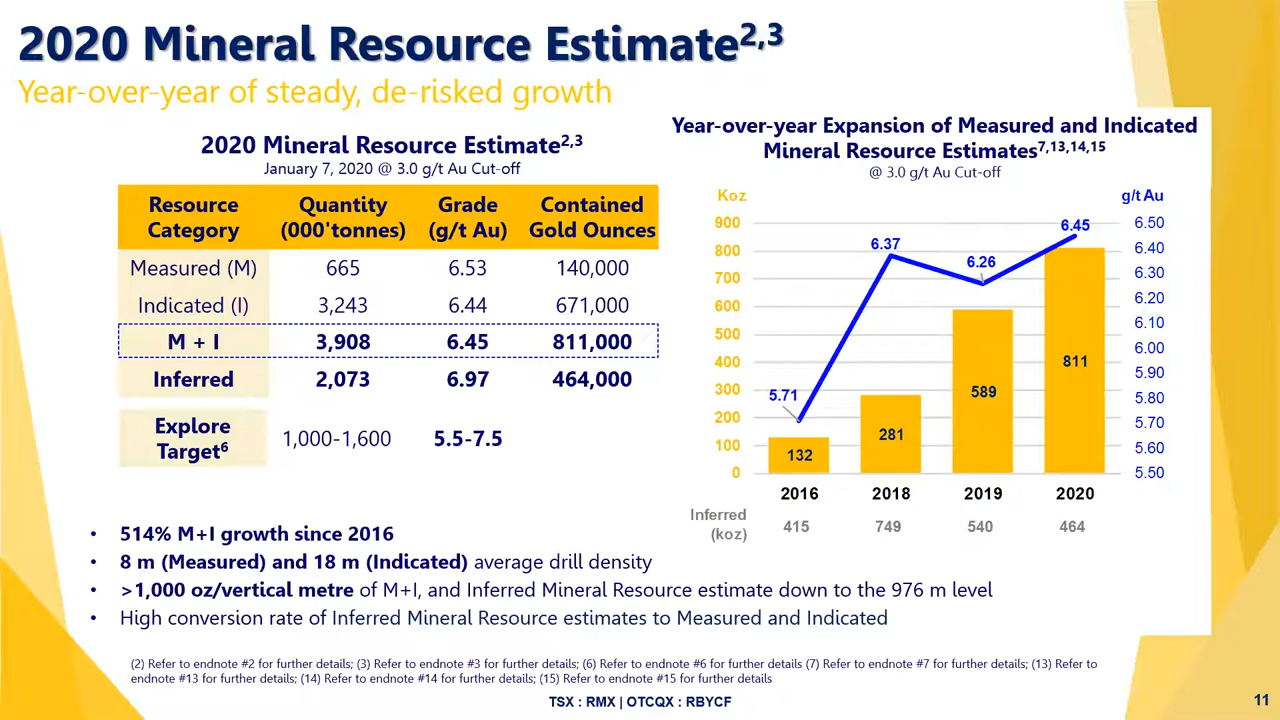 2020 Mineral Resource Estimate2,3
Year-over-year of steady, de-risked growth
2020 Mineral Resource Estimate2,3
January 7, 2020 @ 3.0 g/t Au Cut-off
Resource Category Quantity (000'tonnes) Grade (g/t Au) Contained Gold Ounces
Measured (M) 665 6.53 140,000
Indicated (I) 3,243 6.44 671,000
M + I 3,908 6.45 811,000
Inferred 2,073 6.97 464,000
Explore Target6 1,000-1,600 5.5-7.5
Year-over-year Expansion of Measured and Indicated
Mineral Resource Estimates7,13,14,15
@ 3.0 g/t Au Cut-off
Koz g/t Au
900 6.50
800 6.40
700 6.30
600 6.20
500 6.10
400 6.00
300 5.90
200 5.80
100 5.70
0 5.60
5.50
5.71 6.37 6.26 6.45
132 281 589 811
2016 2018 2019 2020
Inferred (koz) 415 749 540 464
• 514% M+I growth since 2016
• 8 m (Measured) and 18 m (Indicated) average drill density
• >1,000 oz/vertical metre of M+I, and Inferred Mineral Resource estimate down to the 976 m level
• High conversion rate of Inferred Mineral Resource estimates to Measured and Indicated
(2) Refer to endnote #2 for further details; (3) Refer to endnote #3 for further details; (6) Refer to endnote #6 for further details (7) Refer to endnote #7 for further details; (13) Refer to
endnote #13 for further details; (14) Refer to endnote #14 for further details; (15) Refer to endnote #15 for further details
TSX : RMX | OTCQX : RBYCF
11